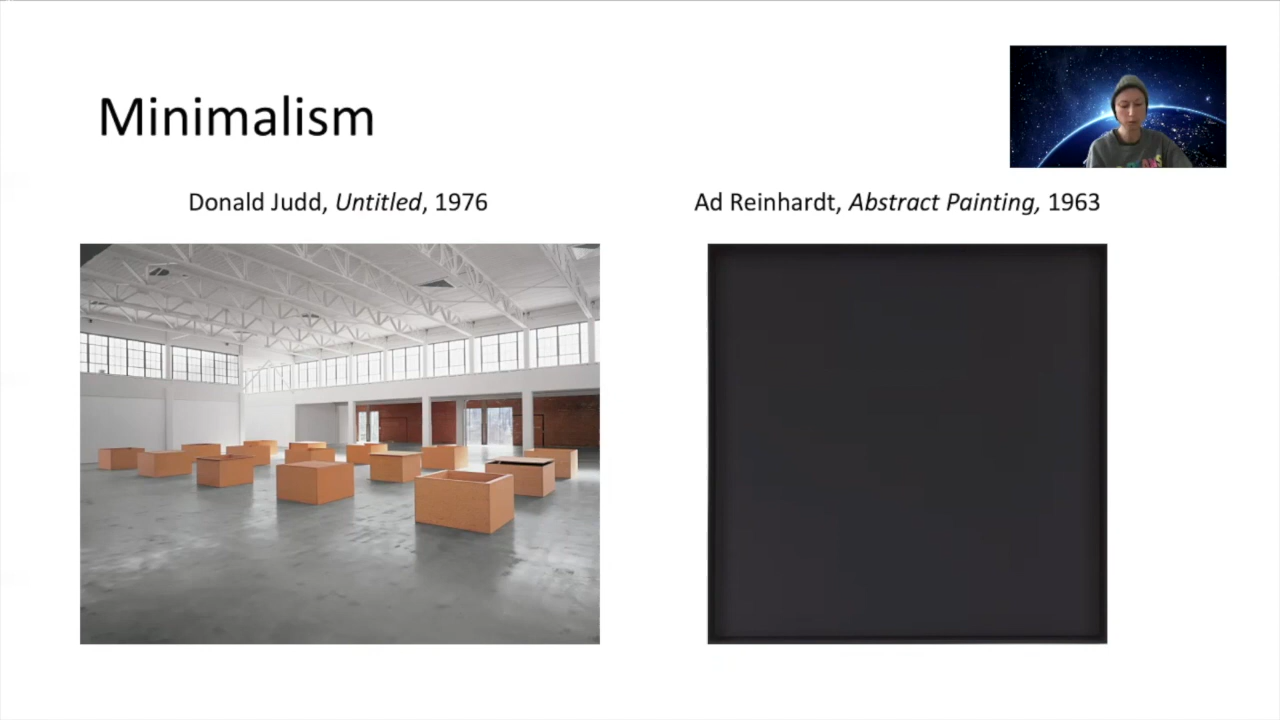 Minimalism
Donald Judd, Untitled, 1976
Ad Reinhardt, Abstract Painting, 1963